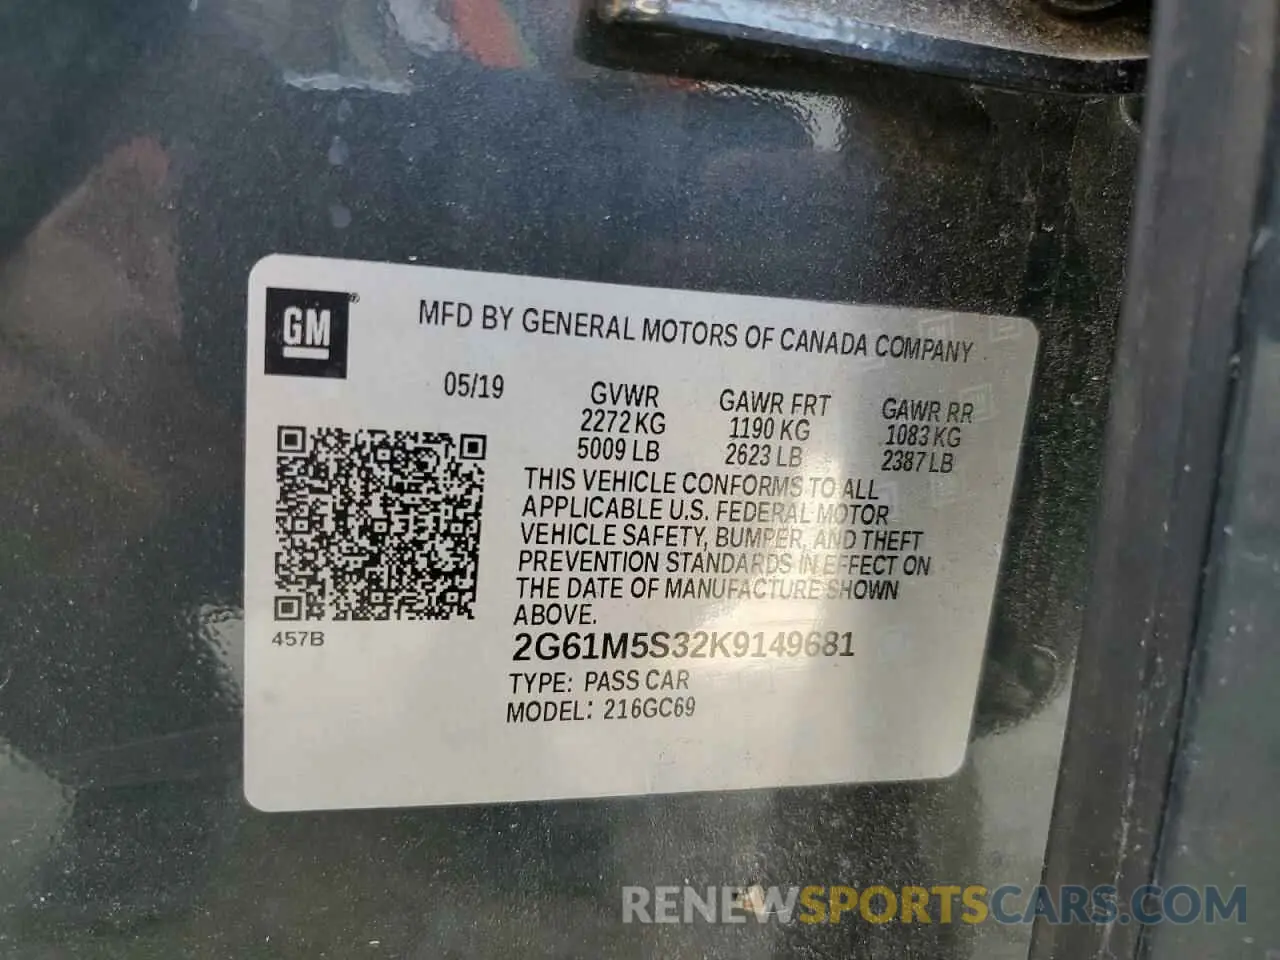 GM®
MFD BY GENERAL MOTORS OF CANADA COMPANY
05/19
GVWR GAWR FRT GAWR RR
2272 KG 1190 KG 1083 KG
5009 LB 2623 LB 2387 LB
THIS VEHICLE CONFORMS TO ALL
APPLICABLE U.S. FEDERAL MOTOR
VEHICLE SAFETY, BUMPER, AND THEFT
PREVENTION STANDARDS IN EFFECT ON
THE DATE OF MANUFACTURE SHOWN
ABOVE.
457B
2G61M5S32K9149681
TYPE: PASS CAR
MODEL: 216GC69
RENEWSPORTSCARS.COM